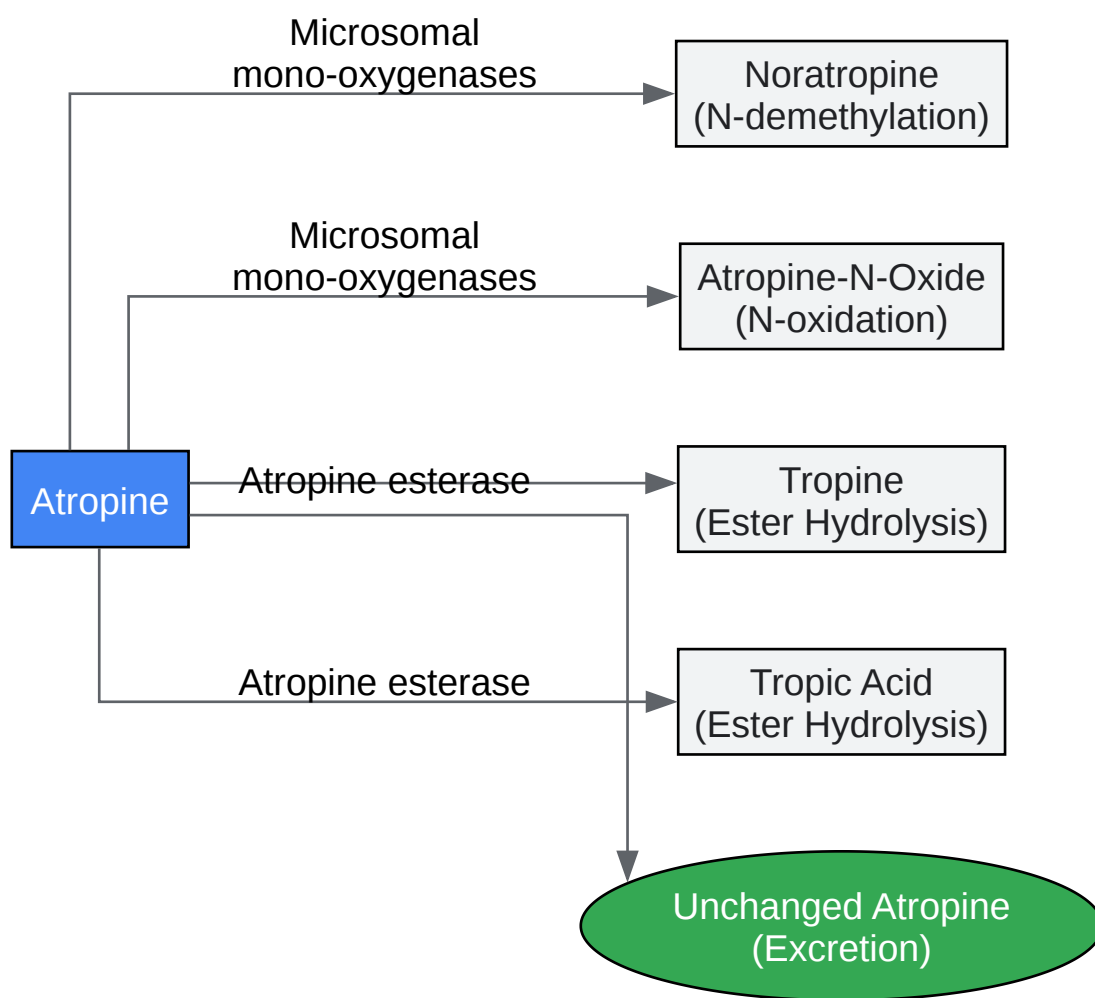 Microsomal
mono-oxygenases
Noratropine
(N-demethylation)
Microsomal
mono-oxygenases
Atropine-N-Oxide
(N-oxidation)
Atropine
Atropine esterase
Tropine
(Ester Hydrolysis)
Atropine esterase
Tropic Acid
(Ester Hydrolysis)
Unchanged Atropine
(Excretion)